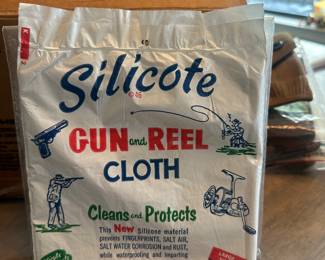 Silicote
GUN and REEL
CLOTH
Cleans and Protects
This New Silicone material
prevents FINGERPRINTS, SALT AIR,
SALT WATER CORROSION and RUST,
while waterproofing and imparting